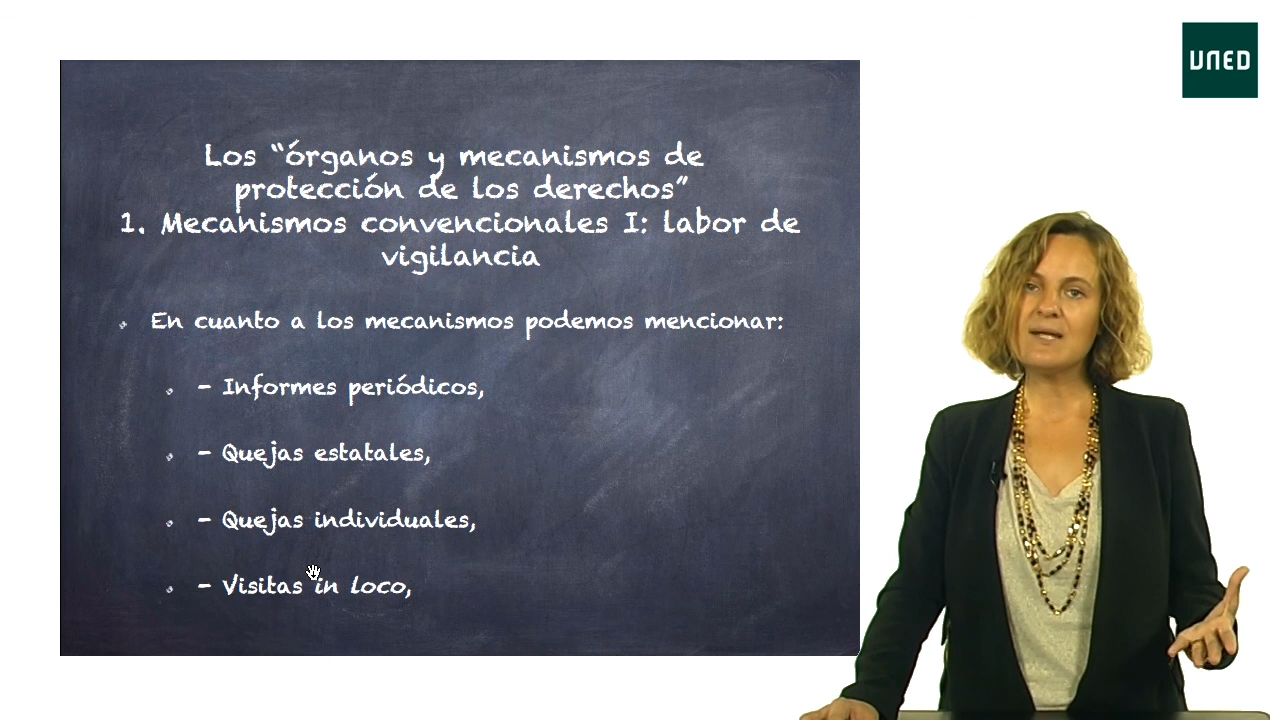 UNED
Los “órganos y mecanismos de
protección de los derechos”
1. Mecanismos convencionales I: labor de
vigilancia
En cuanto a los mecanismos podemos mencionar:
- Informes periódicos,
- Quejas estatales,
- Quejas individuales,
- Visitas in loco,